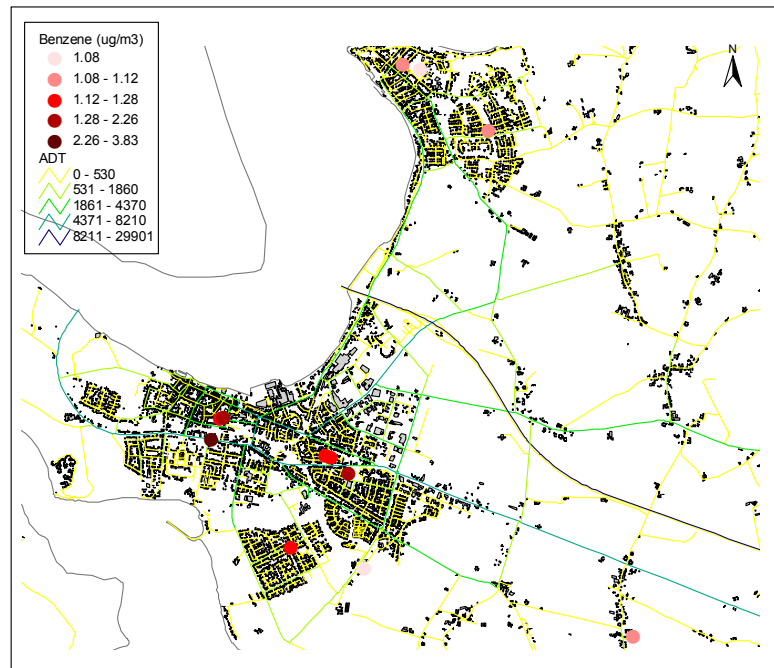 Benzene (ug/m3)
1.08
1.08 - 1.12
1.12 - 1.28
1.28 - 2.26
2.26 - 3.83
ADT
0 - 530
531 - 1860
1861 - 4370
4371 - 8210
8211 - 29901
N